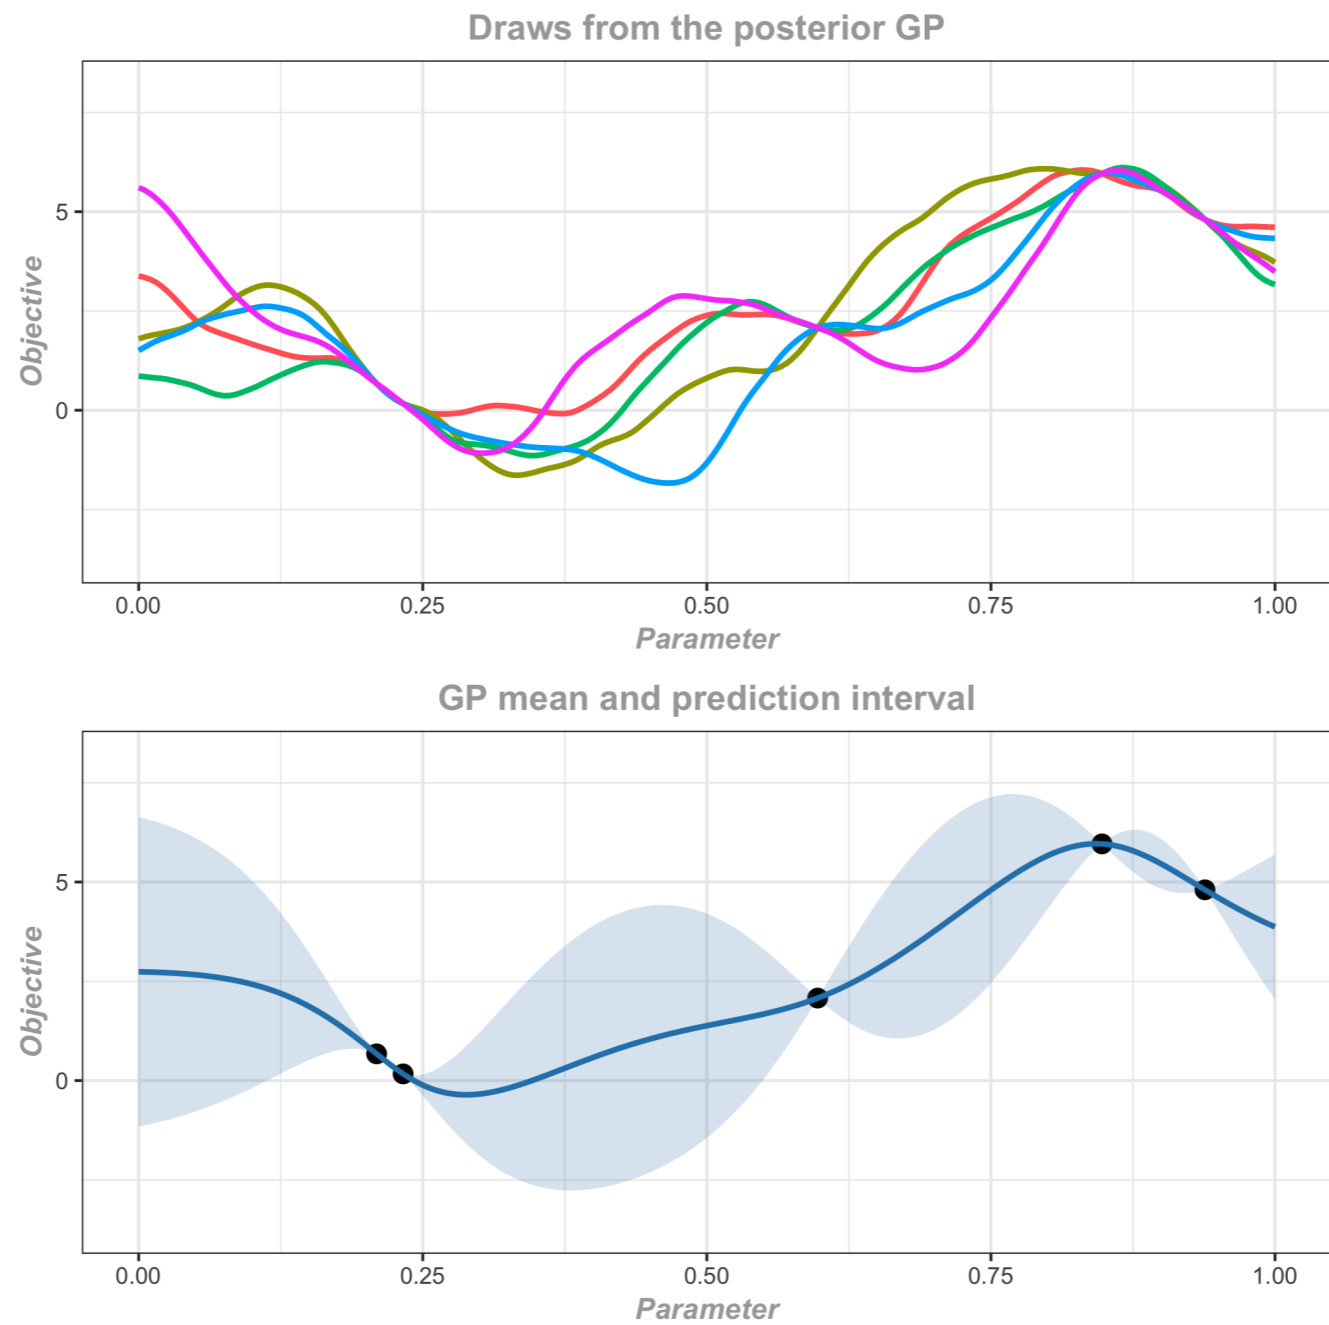 Draws from the posterior GP
Objective
5
0
0.00 0.25 0.50 0.75 1.00
Parameter
GP mean and prediction interval
Objective
5
0
0.00 0.25 0.50 0.75 1.00
Parameter